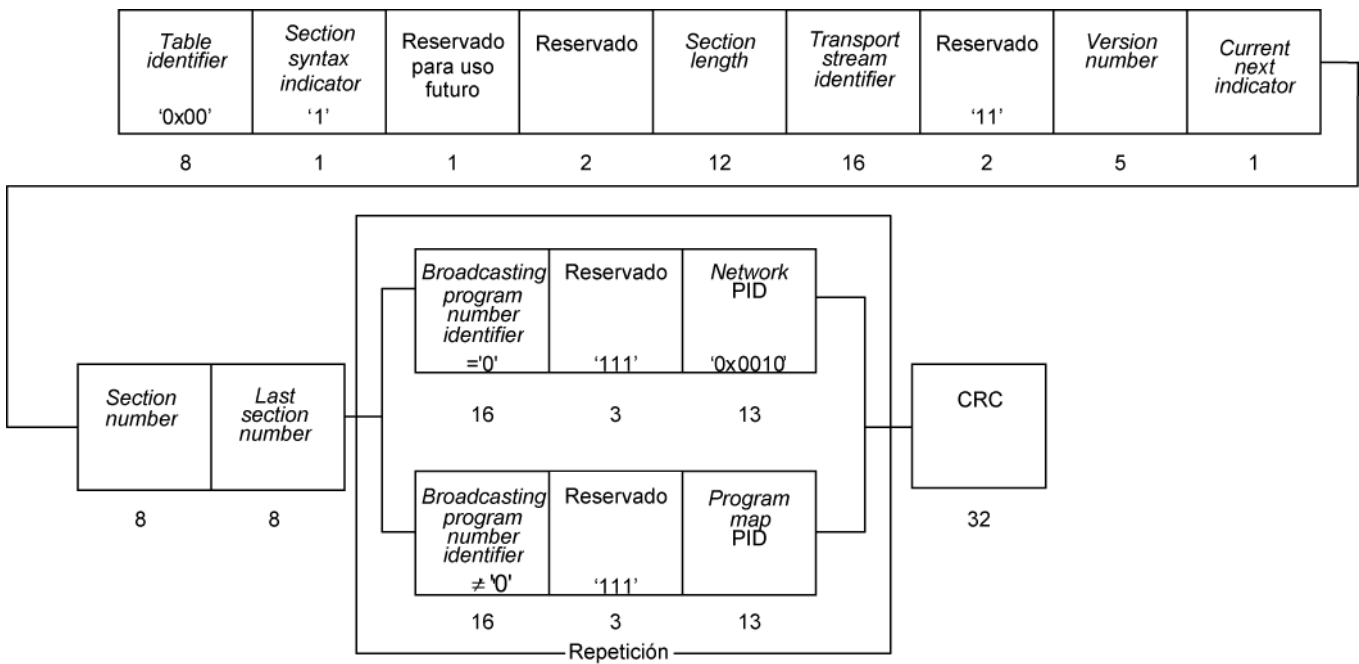 Table
identifier
'0x00'
Section
syntax
indicator
'1'
Reservado
para uso
futuro
Reservado
Section
length
Transport
stream
identifier
Reservado
'11'
Version
number
Current
next
indicator
8
1
1
2
12
16
2
5
1
Section
number
Last
section
number
8
8
Broadcasting
program
number
identifier
='0'
Reservado
'111'
Network
PID
'0x0010'
16
3
13
Broadcasting
program
number
identifier
≠ '0'
Reservado
'111'
Program
map
PID
16
3
13
Repetición
CRC
32